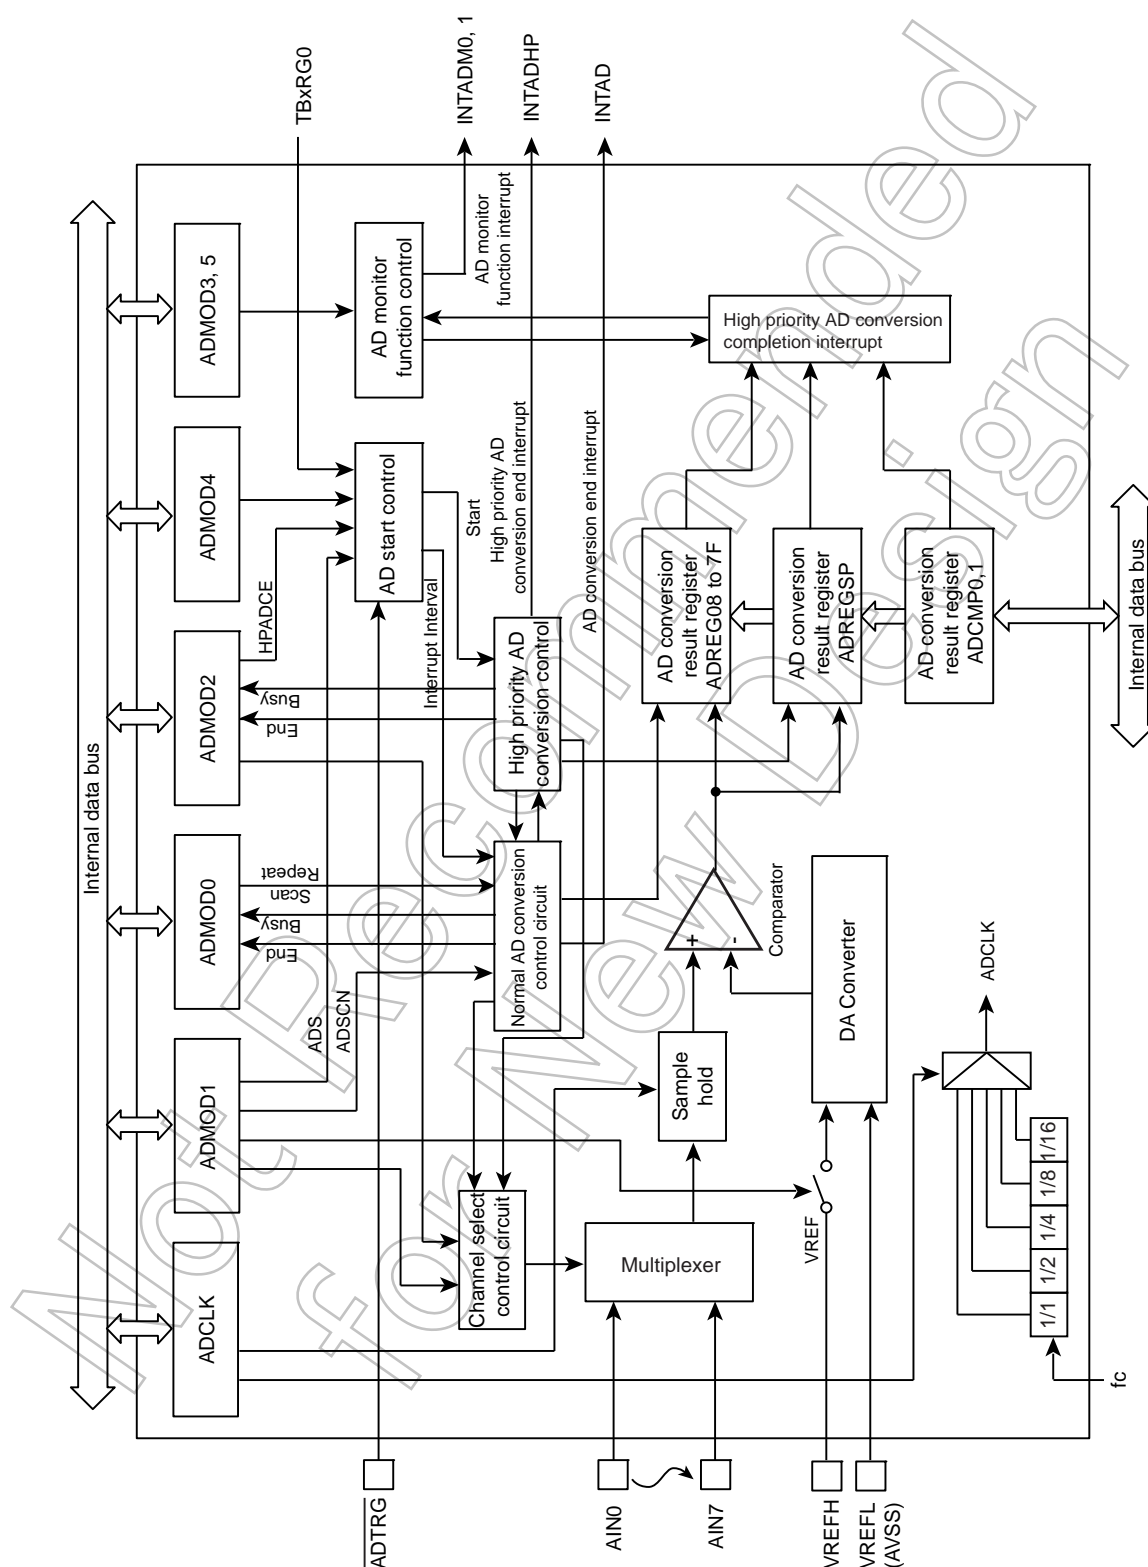 Internal data bus
ADCLK
ADMOD1
ADMOD0
ADMOD2
ADMOD4
ADMOD3, 5
ADS
ADSCN
End
Busy
Scan
Repeat
End
Busy
HPADCE
TBxRG0
ADTRG
AD start control
AD monitor
function control
INTADM0, 1
AD monitor
function interrupt
Interrupt Interval
Start
Channel select
control circuit
Normal AD conversion
control circuit
High priority AD
conversion control
High priority AD
conversion end interrupt
INTADHP
AD conversion end interrupt
INTAD
AIN0
AIN7
Multiplexer
Sample
hold
+
-
Comparator
AD conversion
result register
ADREG08 to 7F
AD conversion
result register
ADREGSP
AD conversion
result register
ADCMP0,1
High priority AD conversion
completion interrupt
VREFH
VREFL
(AVSS)
VREF
DA Converter
ADCLK
fc
1/1
1/2
1/4
1/8
1/16
Internal data bus
Not Recommended
for New Design